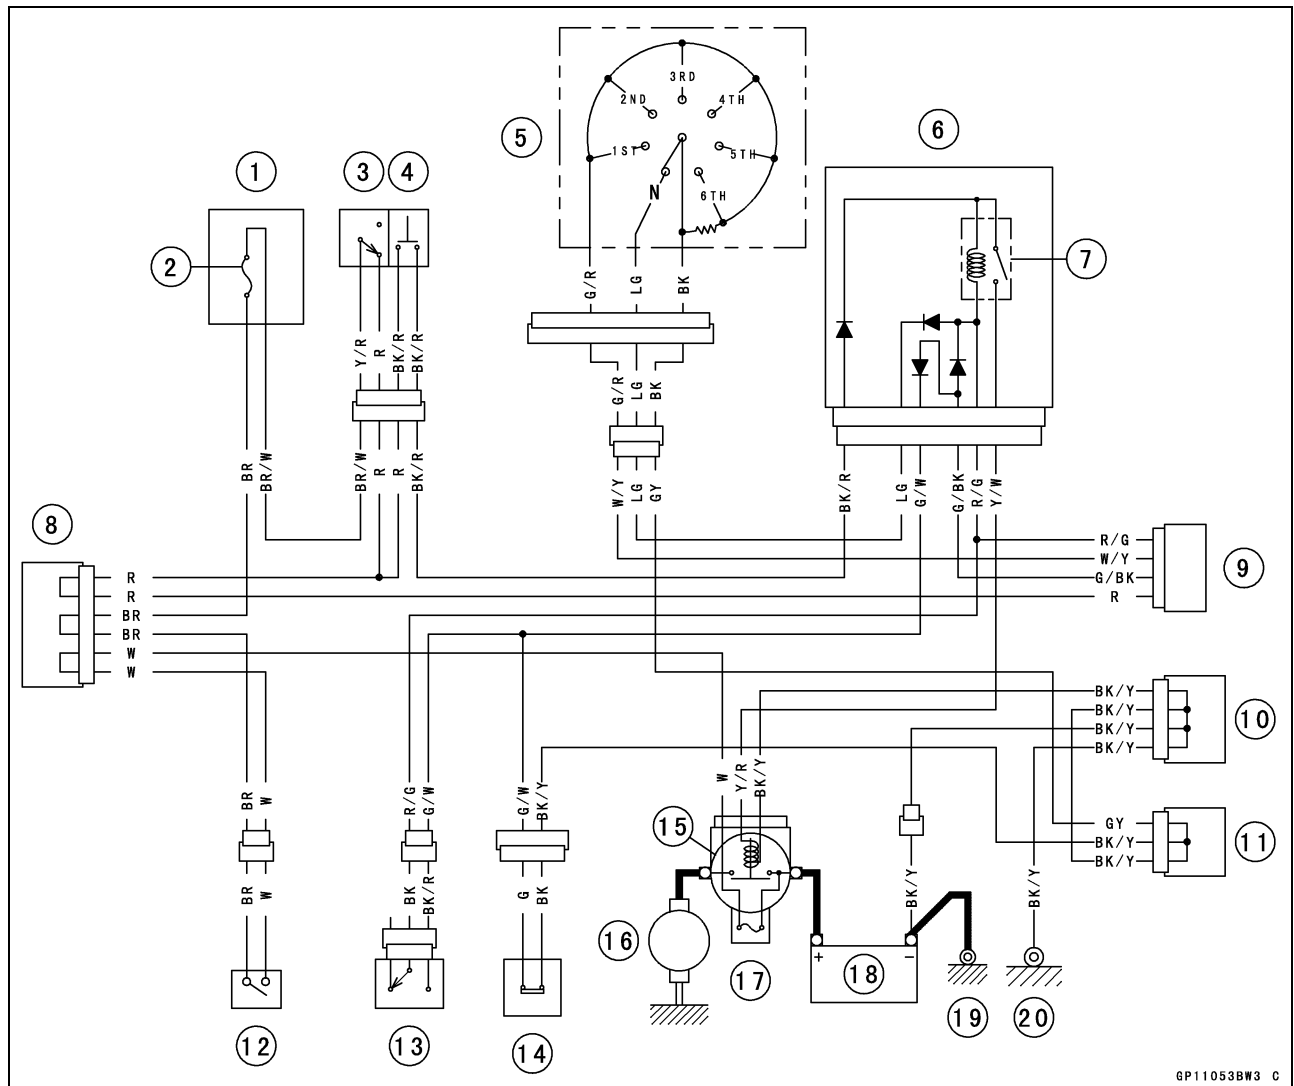 3RD
2ND
4TH
1ST
5TH
N
6TH
5
6
1
3
4
2
7
G/R
LG
BK
Y/R
R
BK/R
BK/R
G/R
LG
BK
BR
BR/W
BR/W
R
R
BK/R
W/Y
LG
GY
BK/R
LG
G/W
G/BK
R/G
Y/W
8
R
R
BR
BR
W
W
R/G
W/Y
G/BK
R
9
BK/Y
BK/Y
BK/Y
BK/Y
10
BR
W
R/G
G/W
G/W
BK/Y
W
Y/R
BK/Y
15
GY
BK/Y
BK/Y
11
BR
W
BK
BK/R
G
BK
BK/Y
BK/Y
16
17
+
-
18
19
20
12
13
14
GP11053BW3 C